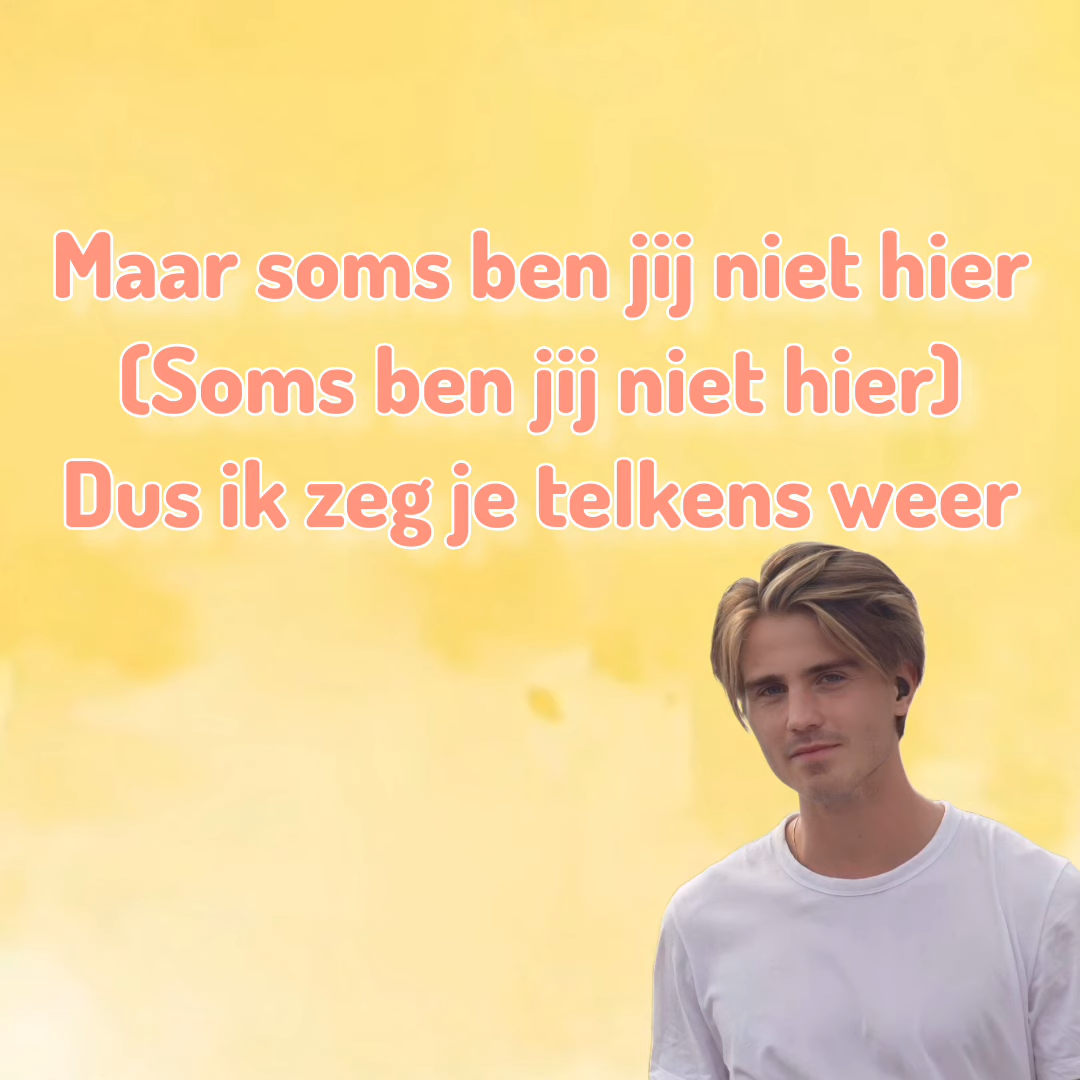 Maar soms ben jij niet hier
(Soms ben jij niet hier)
Dus ik zeg je telkens weer